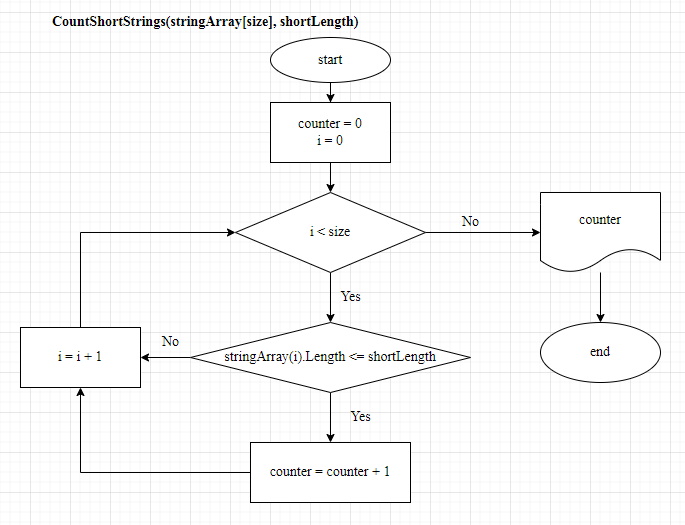 CountShortStrings(stringArray[size], shortLength)
start
counter = 0
i = 0
i < size
No
counter
Yes
end
i = i + 1
No
stringArray(i).Length <= shortLength
Yes
counter = counter + 1